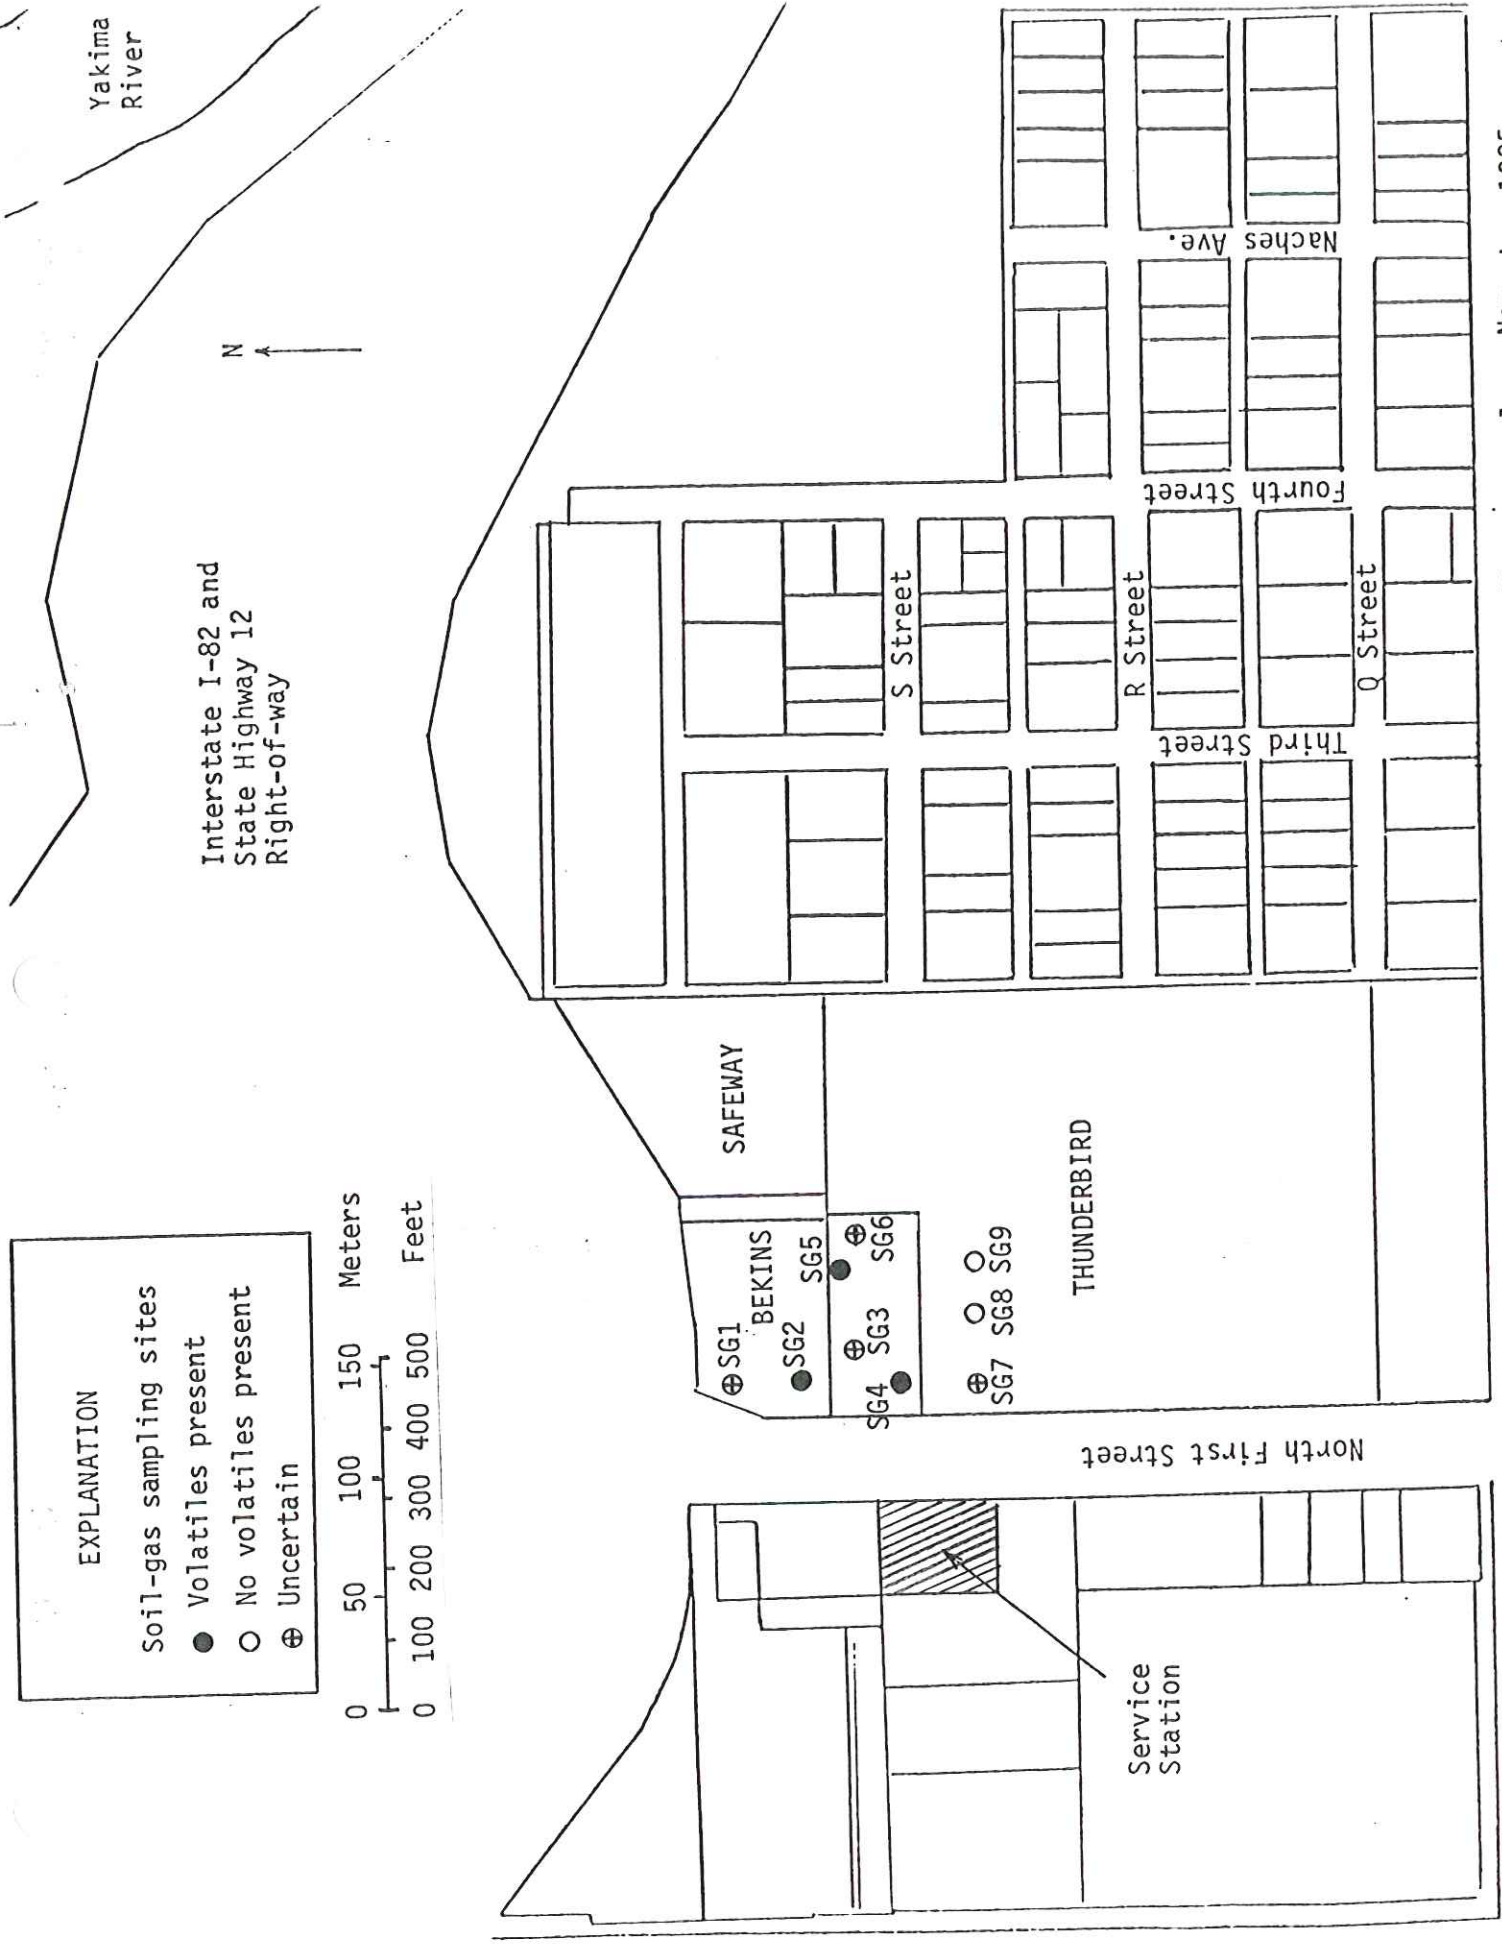 Yakima
River
N
Interstate I-82 and
State Highway 12
Right-of-way
EXPLANATION
Soil-gas sampling sites
Volatiles present
No volatiles present
Uncertain
0 50 100 150 Meters
0 100 200 300 400 500 Feet
SAFEWAY
BEKINS
SG1
SG2
SG5
SG6
SG3
SG4
SG7
SG8
SG9
THUNDERBIRD
North First Street
Service
Station
S Street
R Street
Q Street
Third Street
Fourth Street
Naches Ave.